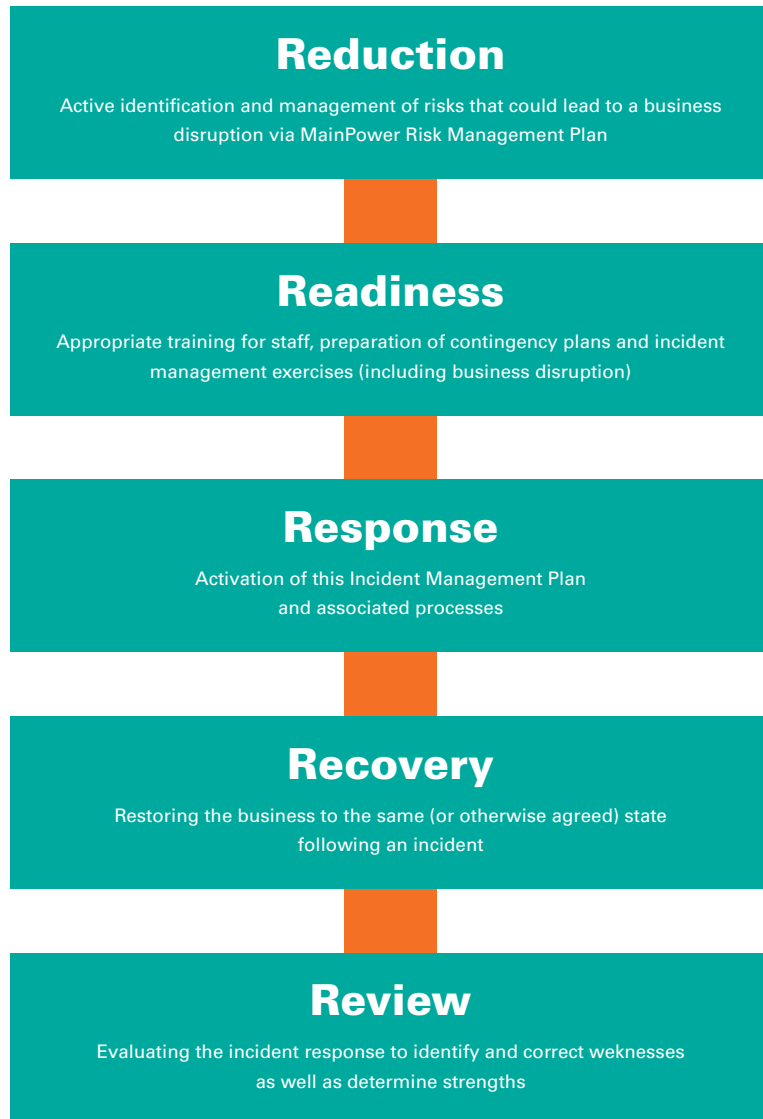 Reduction
Active identification and management of risks that could lead to a business
disruption via MainPower Risk Management Plan
Readiness
Appropriate training for staff, preparation of contingency plans and incident
management exercises (including business disruption)
Response
Activation of this Incident Management Plan
and associated processes
Recovery
Restoring the business to the same (or otherwise agreed) state
following an incident
Review
Evaluating the incident response to identify and correct weknesses
as well as determine strengths